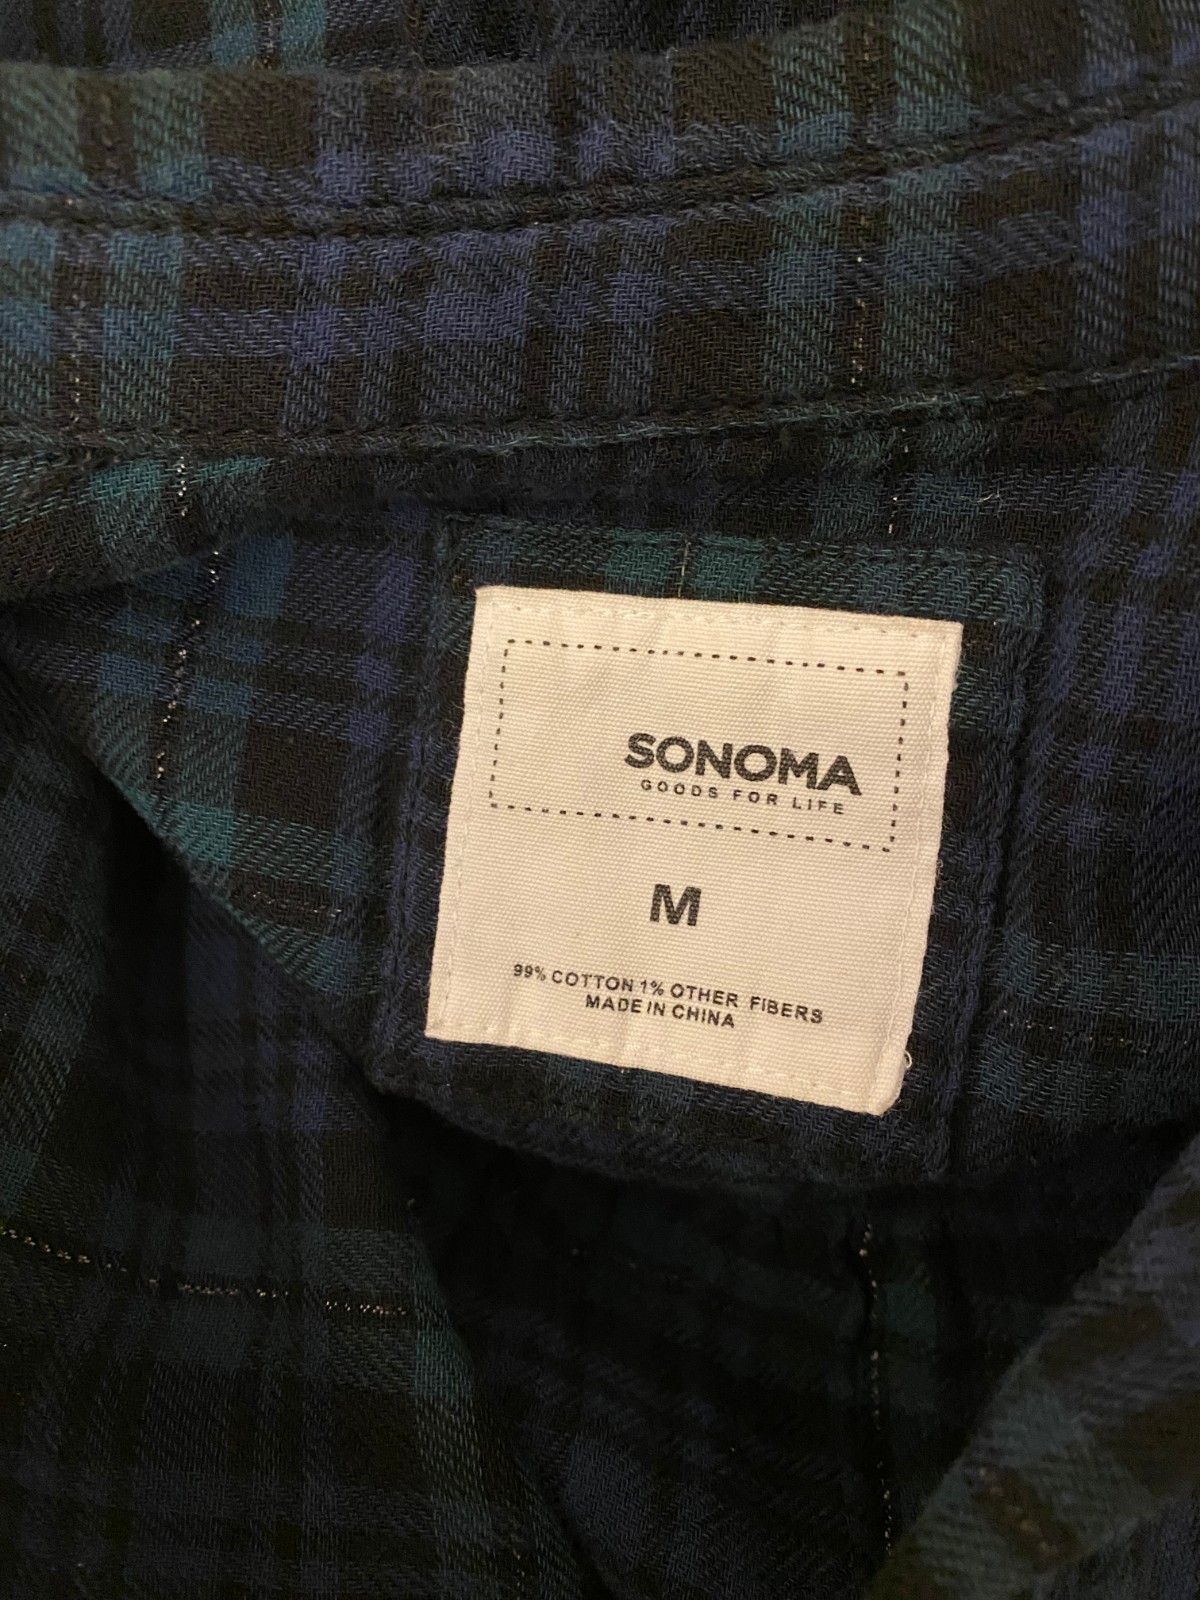 SONOMA
GOODS FOR LIFE
M
99% COTTON 1% OTHER FIBERS
MADE IN CHINA